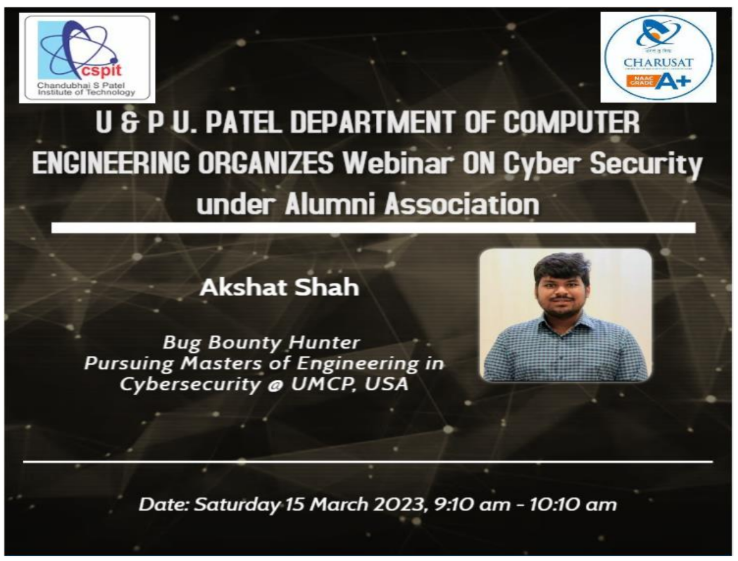 cspit
Chandubhai S Patel
Institute of Technology
CHARUSAT
NAAC
GRADE
A+
U & P U. PATEL DEPARTMENT OF COMPUTER
ENGINEERING ORGANIZES Webinar ON Cyber Security
under Alumni Association
Akshat Shah
Bug Bounty Hunter
Pursuing Masters of Engineering in
Cybersecurity @ UMCP, USA
Date: Saturday 15 March 2023, 9:10 am - 10:10 am